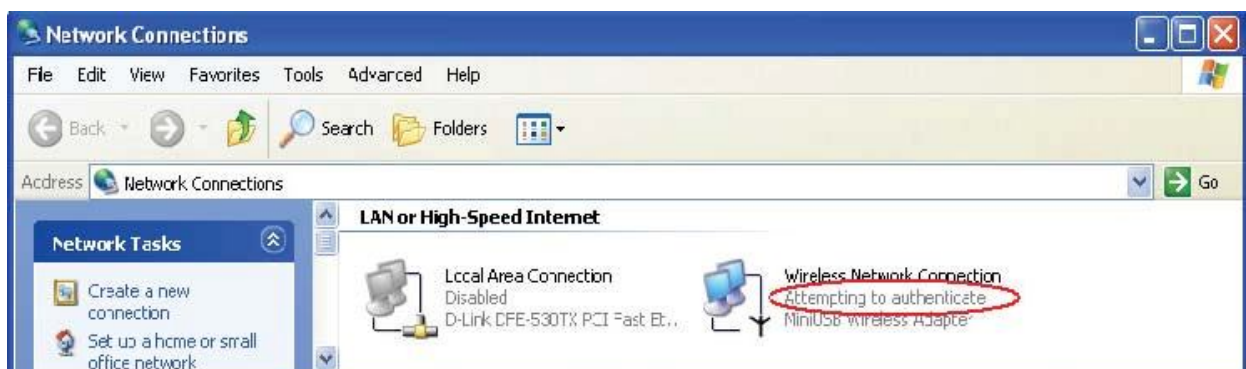 Network Connections
File Edit View Favorites Tools Advanced Help
Back Search Folders
Address Network Connections Go
LAN or High-Speed Internet
Network Tasks
Local Area Connection
Disabled
D-Link DFE-530TX PCI Fast Et...
Wireless Network Connection
Attempting to authenticate
MiniUSB Wireless Adapter
Create a new
connection
Set up a home or small
office network